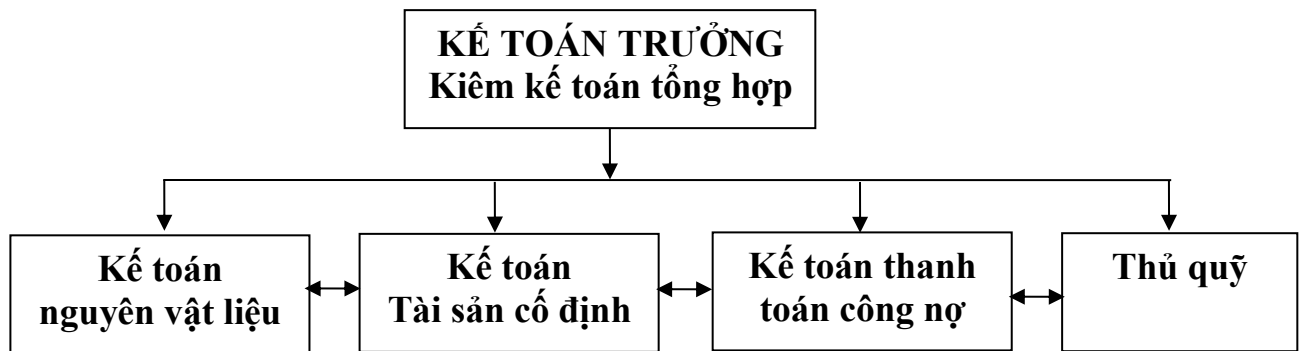 KẾ TOÁN TRƯỞNG
Kiêm kế toán tổng hợp
Kế toán
nguyên vật liệu
Kế toán
Tài sản cố định
Kế toán thanh
toán công nợ
Thủ quỹ